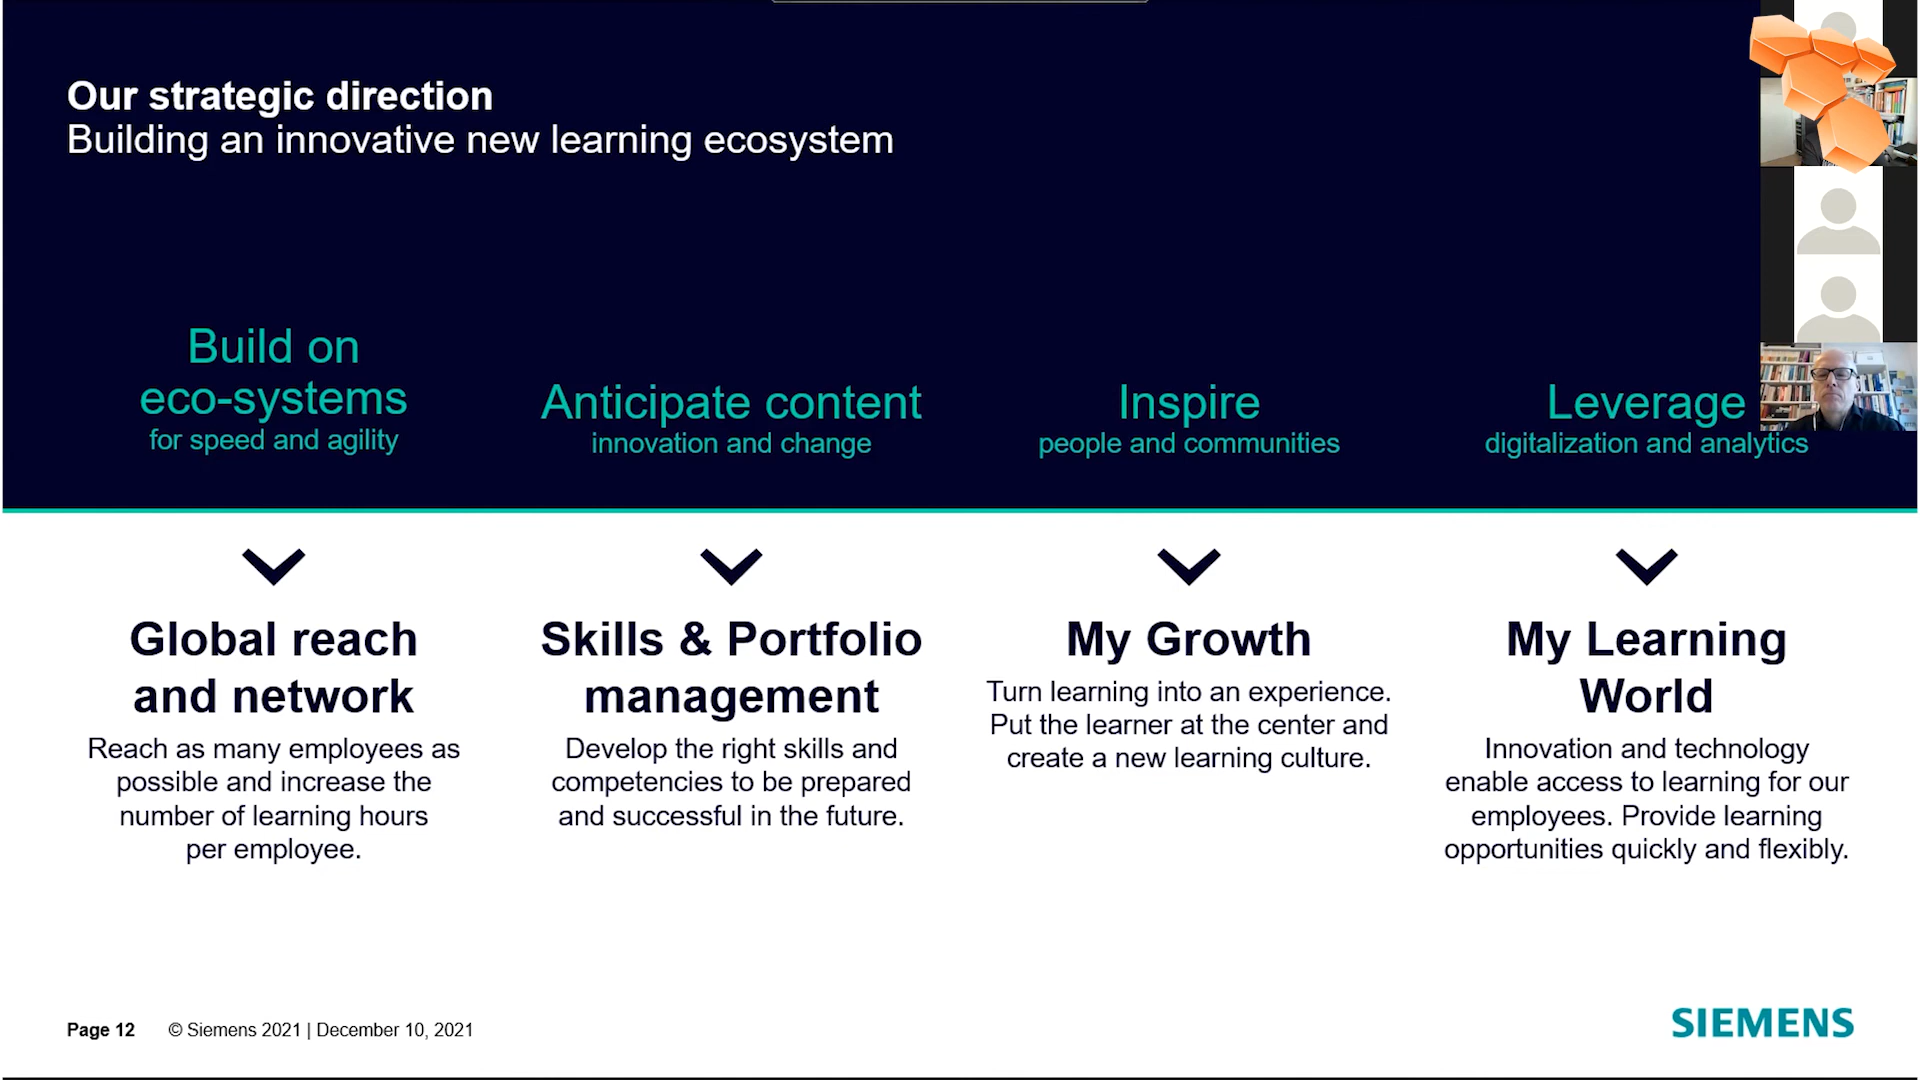 Our strategic direction
Building an innovative new learning ecosystem
Build on
eco-systems
for speed and agility
Anticipate content
innovation and change
Inspire
people and communities
Leverage
digitalization and analytics
Global reach
and network
Reach as many employees as
possible and increase the
number of learning hours
per employee.
Skills & Portfolio
management
Develop the right skills and
competencies to be prepared
and successful in the future.
My Growth
Turn learning into an experience.
Put the learner at the center and
create a new learning culture.
My Learning
World
Innovation and technology
enable access to learning for our
employees. Provide learning
opportunities quickly and flexibly.
Page 12 © Siemens 2021 | December 10, 2021
SIEMENS